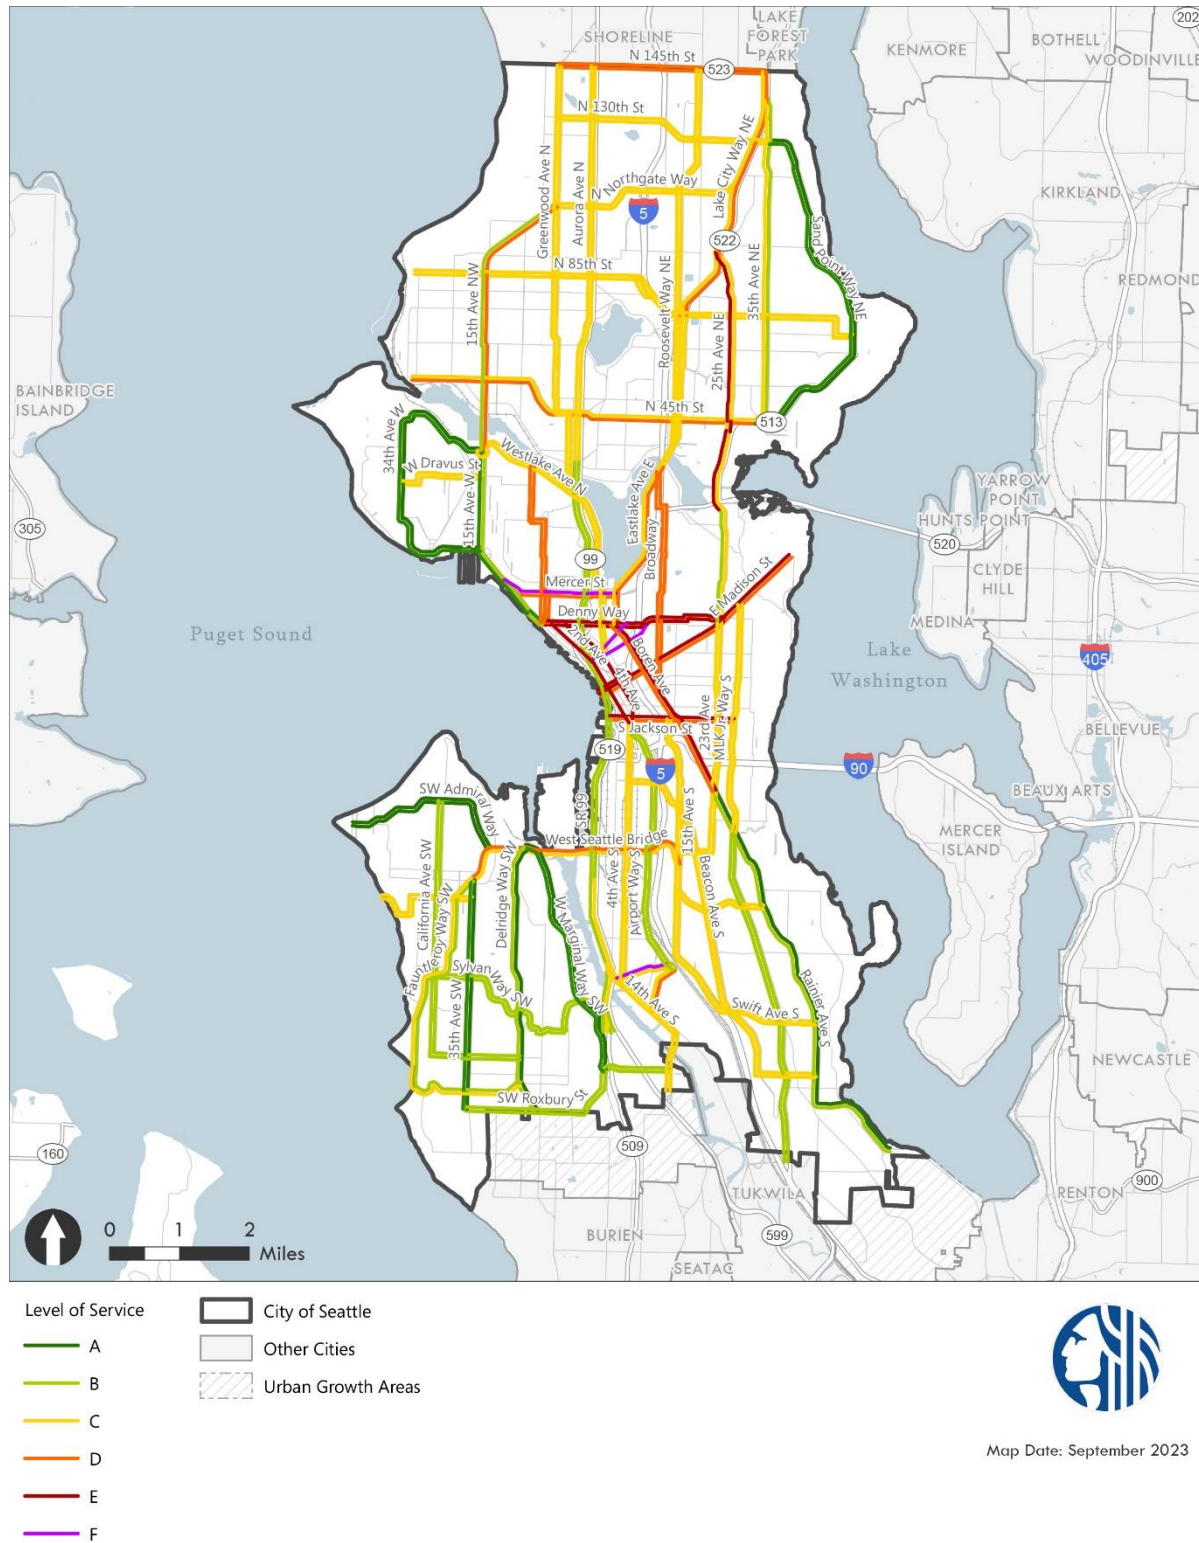 SHORELINE
LAKE
FOREST
PARK
KENMORE
BOTHELL
202
WOODINVILLE
N 145th St
523
N 130th St
Greenwood Ave N
Aurora Ave N
N Northgate Way
Lake City Way NE
5
522
KIRKLAND
Sand Point Way NE
N 85th St
15th Ave NW
Roosevelt Way NE
35th Ave NE
25th Ave NE
REDMOND
BAINBRIDGE
ISLAND
N 45th St
513
34th Ave W
W Dravus St
Westlake Ave N
15th Ave W
Eastlake Ave E
Broadway
305
YARROW
POINT
HUNTS POINT
520
CLYDE
HILL
99
Mercer St
Denny Way
E Madison St
MEDINA
Puget Sound
2nd Ave
4th Ave
Boren Ave
Lake
Washington
405
23rd Ave
MLK Jr Way S
S Jackson St
519
5
BELLEVUE
90
BEAUX ARTS
SW Admiral Way
SR 99
West Seattle Bridge
15th Ave S
MERCER
ISLAND
California Ave SW
Fauntleroy Way SW
Delridge Way SW
W Marginal Way SW
4th Ave S
Airport Way S
Beacon Ave S
Sylvan Way SW
35th Ave SW
14th Ave S
Swift Ave S
Rainier Ave S
NEWCASTLE
SW Roxbury St
509
160
TUKWILA
RENTON
900
BURIEN
599
SEATAC
0 1 2
Miles
Level of Service
A
B
C
D
E
F
City of Seattle
Other Cities
Urban Growth Areas
Map Date: September 2023